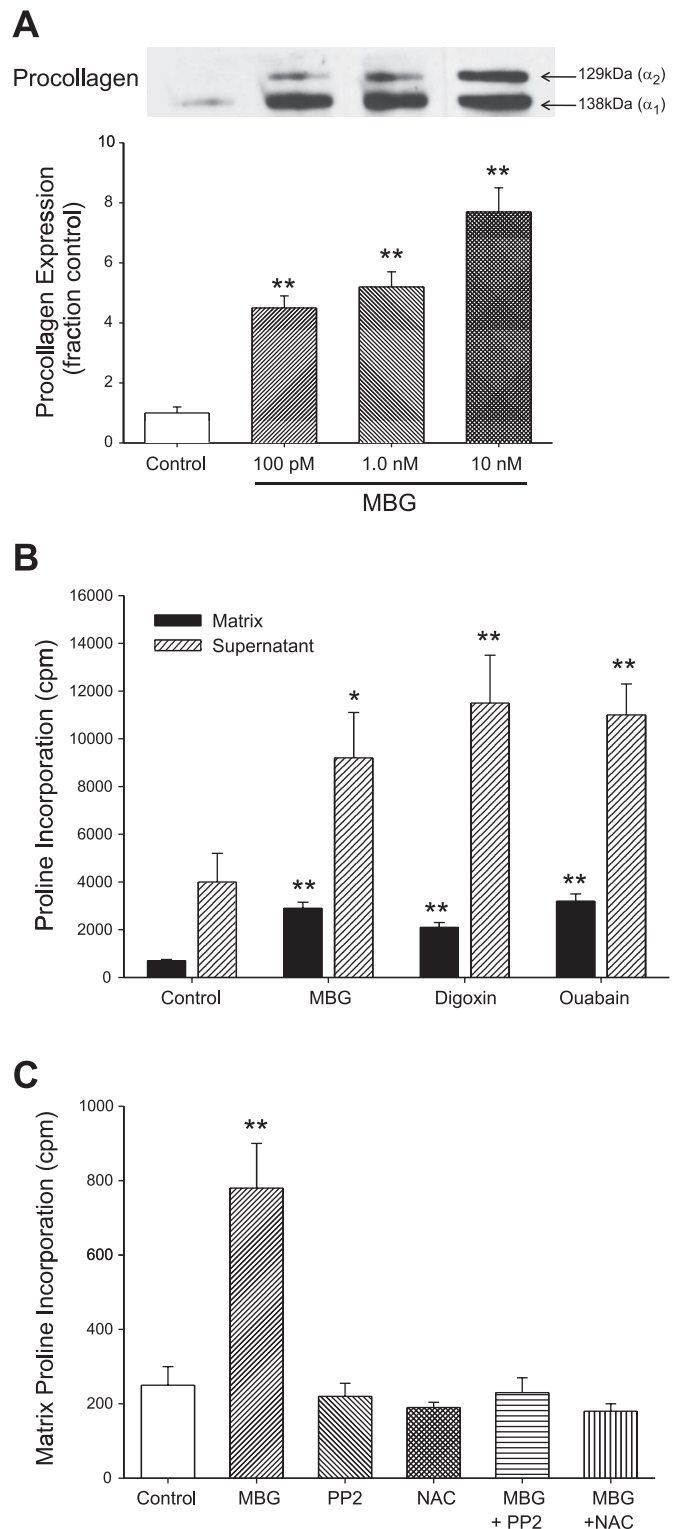 A
Procollagen
129kDa (α2)
138kDa (α1)
Procollagen Expression
(fraction control)
10
8
6
4
2
0
**
**
**
Control
100 pM
1.0 nM
10 nM
MBG
B
Proline Incorporation (cpm)
16000
14000
12000
10000
8000
6000
4000
2000
0
Matrix
Supernatant
**
*
**
**
**
**
Control
MBG
Digoxin
Ouabain
C
Matrix Proline Incorporation (cpm)
1000
800
600
400
200
0
**
Control
MBG
PP2
NAC
MBG
+ PP2
MBG
+NAC